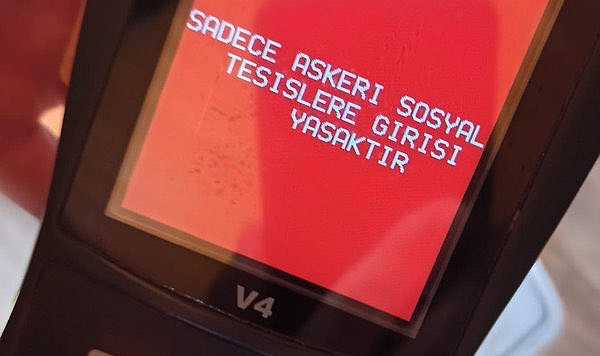 SADECE ASKERI SOSYAL
TESISLERE GIRISI
YASAKTIR
V4